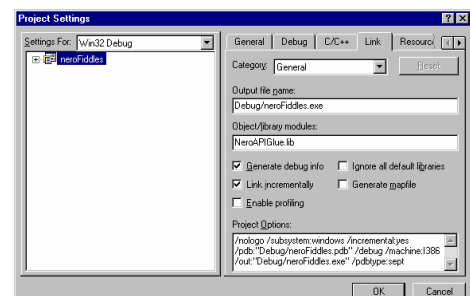 Project Settings
Settings For: Win32 Debug
neroFiddles
General Debug C/C++ Link Resourc
Category: General Reset
Output file name:
Debug/neroFiddles.exe
Object/library modules:
NeroAPIGlue.lib
Generate debug info Ignore all default libraries
Link incrementally Generate mapfile
Enable profiling
Project Options:
/nologo /subsystem:windows /incremental:yes
/pdb:"Debug/neroFiddles.pdb" /debug /machine:I386
/out:"Debug/neroFiddles.exe" /pdbtype:sept
OK Cancel